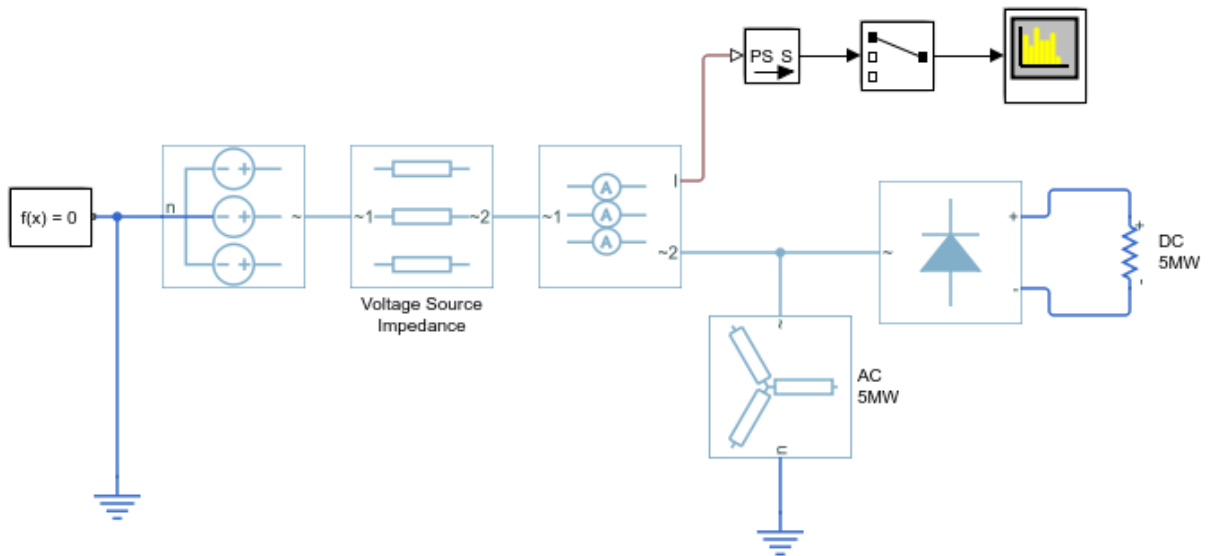 PS S
f(x) = 0
n
~
~1
~2
~1
A
A
A
I
~2
~
+
-
+
-
DC
5MW
Voltage Source
Impedance
~
n
AC
5MW